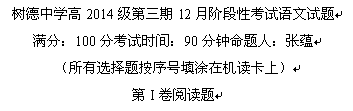 树德中学高 2014 级第三期 12 月阶段性考试语文试题
满分：100 分考试时间：90 分钟命题人：张蕴
（所有选择题按序号填涂在机读卡上）
第 I 卷阅读题